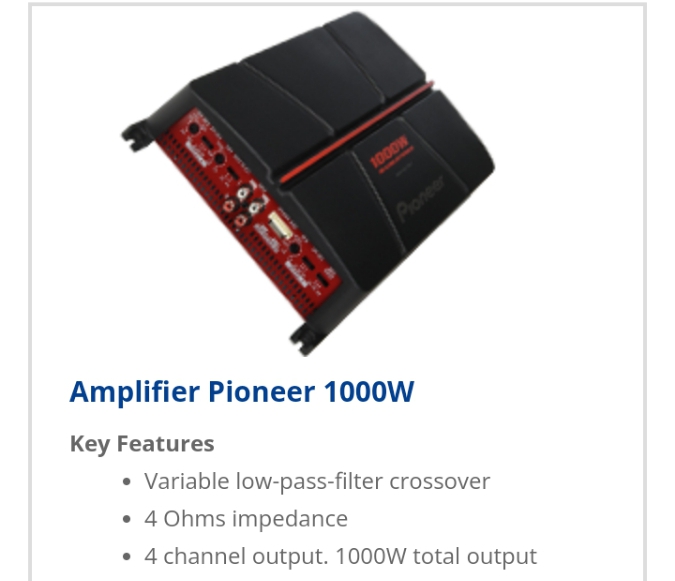 1000W
Pioneer
Amplifier Pioneer 1000W
Key Features
• Variable low-pass-filter crossover
• 4 Ohms impedance
• 4 channel output. 1000W total output